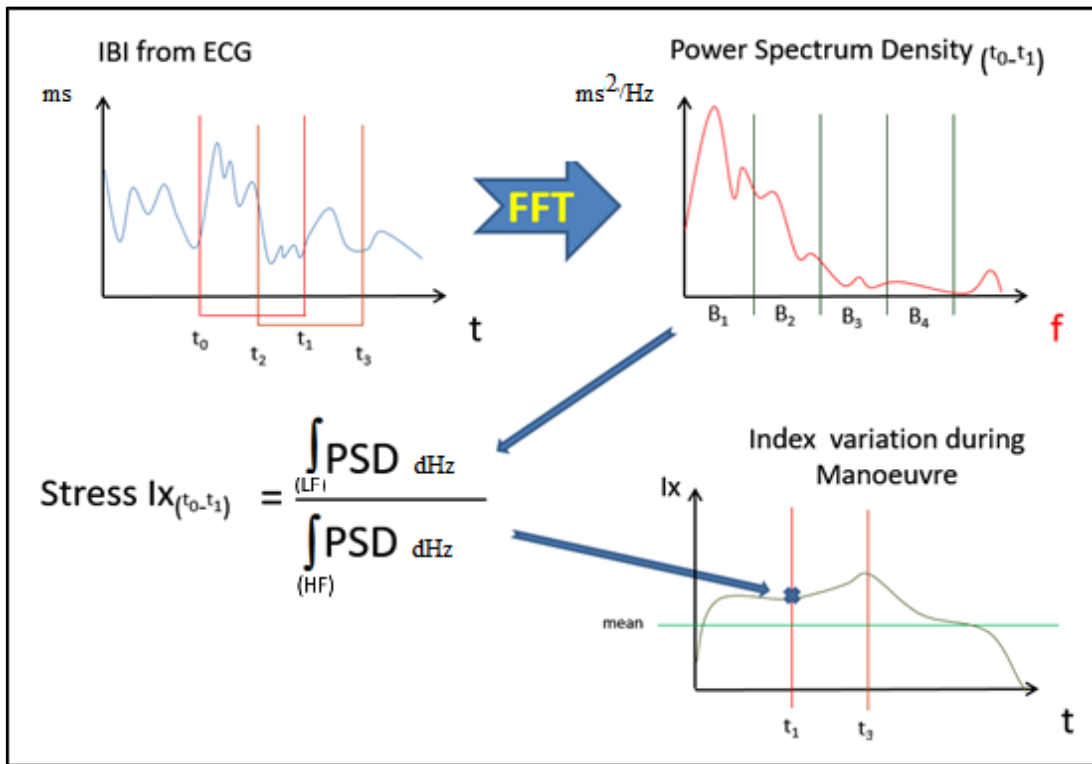 IBI from ECG
ms
t
t₀
t₂
t₁
t₃
FFT
Power Spectrum Density (t₀-t₁)
ms²/Hz
B₁ B₂ B₃ B₄
f
Stress Ix(t₀-t₁) =
∫PSD dHz
(LF)
∫PSD dHz
(HF)
Index variation during
Manoeuvre
Ix
mean
t₁ t₃
t